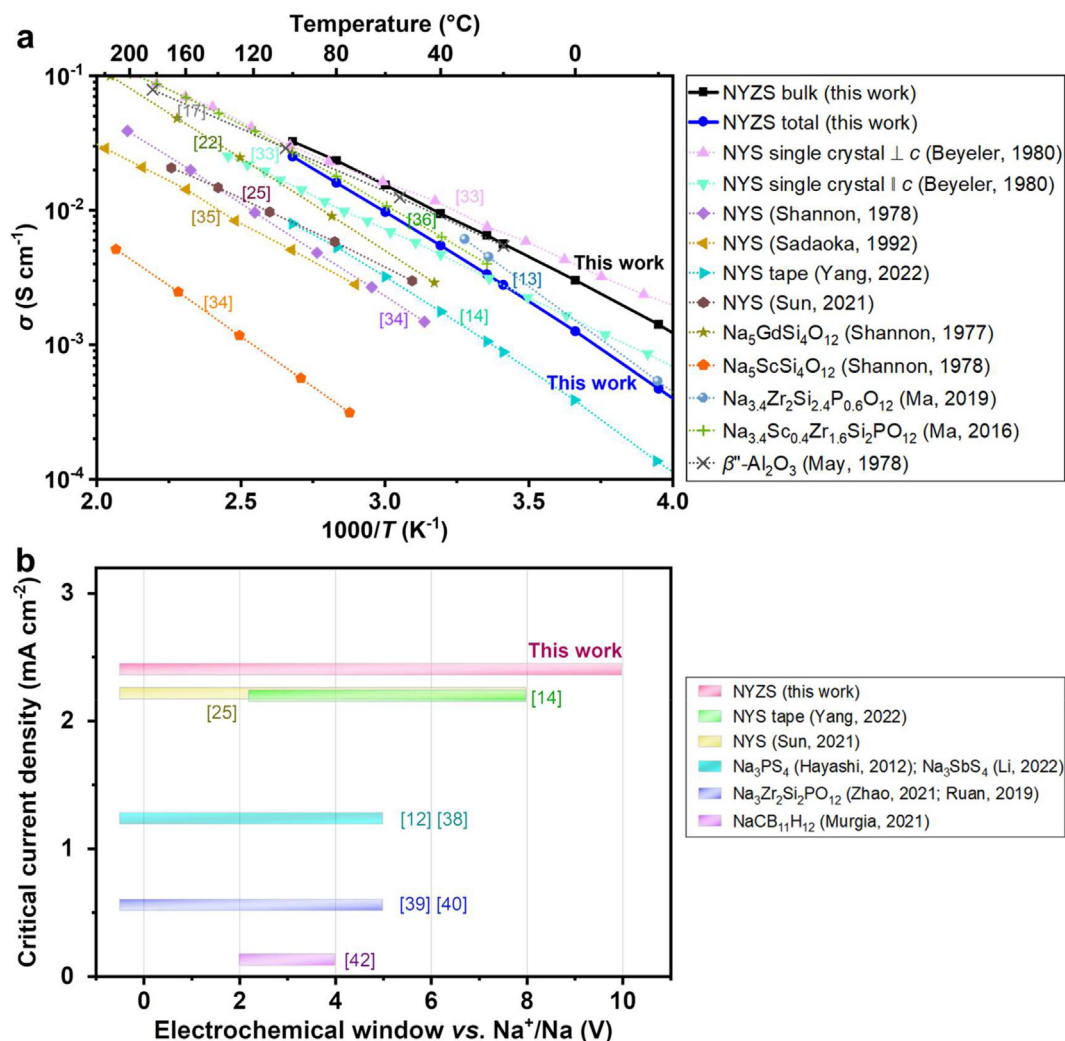 a
Temperature (°C)
200 160 120 80 40 0
10⁻¹
10⁻²
10⁻³
10⁻⁴
σ (S cm⁻¹)
[17]
[22]
[33]
[25]
[35]
[33]
[36]
[13]
[34]
[34]
[14]
This work
This work
2.0 2.5 3.0 3.5 4.0
1000/T (K⁻¹)
NYZS bulk (this work)
NYZS total (this work)
NYS single crystal ⊥ c (Beyeler, 1980)
NYS single crystal ∥ c (Beyeler, 1980)
NYS (Shannon, 1978)
NYS (Sadaoka, 1992)
NYS tape (Yang, 2022)
NYS (Sun, 2021)
Na₅GdSi₄O₁₂ (Shannon, 1977)
Na₅ScSi₄O₁₂ (Shannon, 1978)
Na₃.₄Zr₂Si₂.₄P₀.₆O₁₂ (Ma, 2019)
Na₃.₄Sc₀.₄Zr₁.₆Si₂PO₁₂ (Ma, 2016)
β"-Al₂O₃ (May, 1978)
b
Critical current density (mA cm⁻²)
3
2
1
0
This work
[25]
[14]
[12] [38]
[39] [40]
[42]
0 2 4 6 8 10
Electrochemical window vs. Na⁺/Na (V)
NYZS (this work)
NYS tape (Yang, 2022)
NYS (Sun, 2021)
Na₃PS₄ (Hayashi, 2012); Na₃SbS₄ (Li, 2022)
Na₃Zr₂Si₂PO₁₂ (Zhao, 2021; Ruan, 2019)
NaCB₁₁H₁₂ (Murgia, 2021)